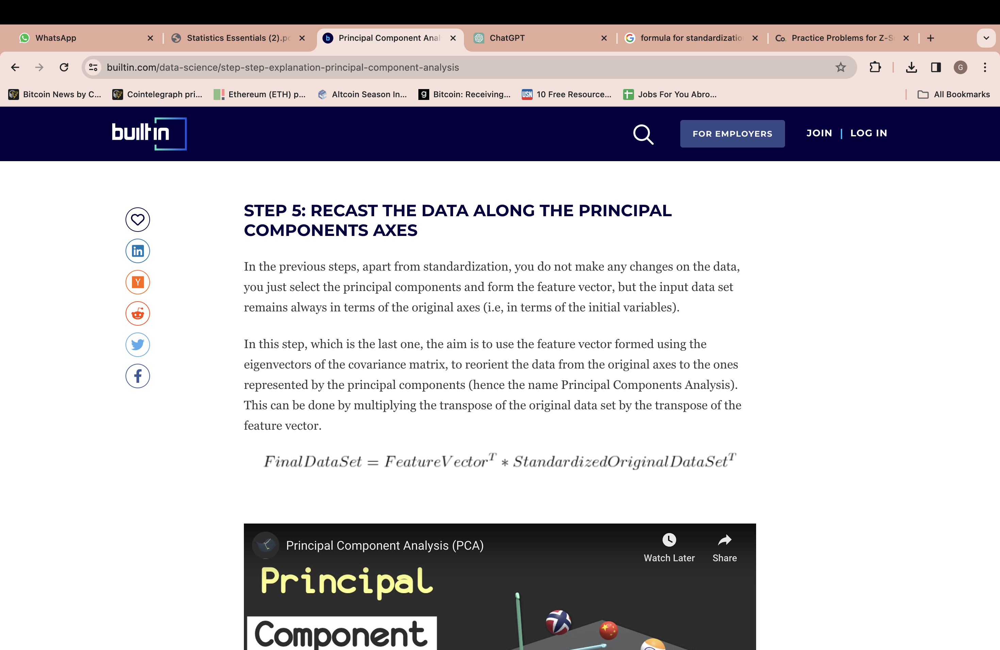 WhatsApp
Statistics Essentials (2).p
Principal Component Anal
ChatGPT
formula for standardizatio
Co.
Practice Problems for Z-S
b
builtin.com/data-science/step-step-explanation-principal-component-analysis
G
Bitcoin News by C...
Cointelegraph pri...
Ethereum (ETH) p...
Altcoin Season In...
g
Bitcoin: Receiving...
USN
10 Free Resource...
Jobs For You Abro...
All Bookmarks
builtin
FOR EMPLOYERS
JOIN | LOG IN
STEP 5: RECAST THE DATA ALONG THE PRINCIPAL
COMPONENTS AXES
in
Y
f
In the previous steps, apart from standardization, you do not make any changes on the data,
you just select the principal components and form the feature vector, but the input data set
remains always in terms of the original axes (i.e, in terms of the initial variables).
In this step, which is the last one, the aim is to use the feature vector formed using the
eigenvectors of the covariance matrix, to reorient the data from the original axes to the ones
represented by the principal components (hence the name Principal Components Analysis).
This can be done by multiplying the transpose of the original data set by the transpose of the
feature vector.
FinalDataSet = FeatureVector^T * StandardizedOriginalDataSet^T
Principal Component Analysis (PCA)
Watch Later
Share
Principal
Component